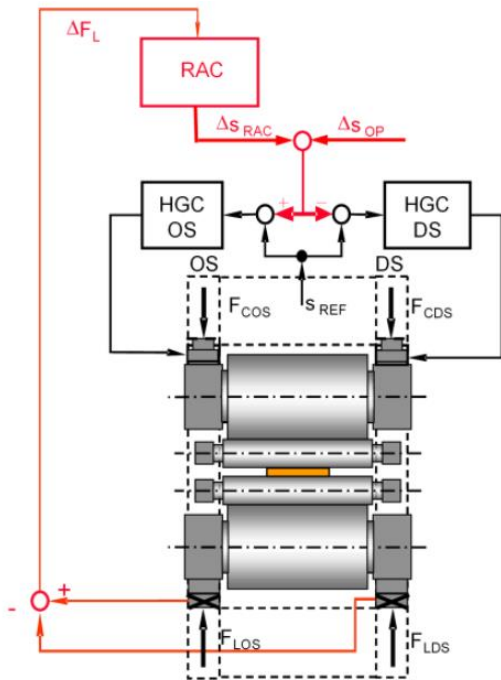 ΔF_L
RAC
Δs_RAC
Δs_OP
+
−
HGC
OS
HGC
DS
OS
DS
F_COS
s_REF
F_CDS
+
-
F_LOS
F_LDS